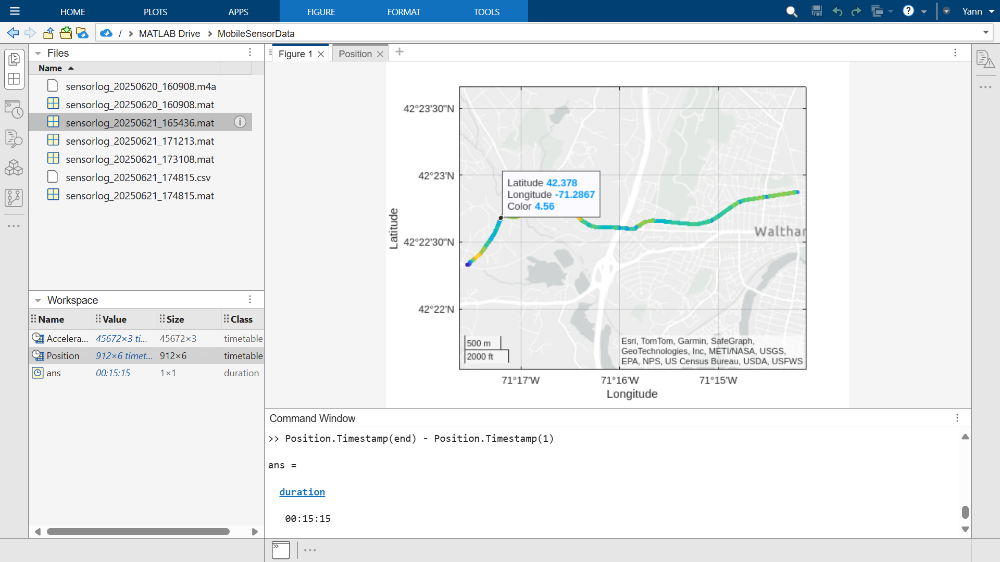 HOME PLOTS APPS FIGURE FORMAT TOOLS Yann
/ > MATLAB Drive > MobileSensorData
Files
Name
sensorlog_20250620_160908.m4a
sensorlog_20250620_160908.mat
sensorlog_20250621_165436.mat
sensorlog_20250621_171213.mat
sensorlog_20250621_173108.mat
sensorlog_20250621_174815.csv
sensorlog_20250621_174815.mat
Workspace
Name Value Size Class
Accelera... 45672×3 ti... 45672×3 timetable
Position 912×6 timet... 912×6 timetable
ans 00:15:15 1×1 duration
Figure 1 Position
42°23'30"N
42°23'N
42°22'30"N
42°22'N
Latitude
Latitude 42.378
Longitude -71.2867
Color 4.56
Walthar
500 m
2000 ft
Esri, TomTom, Garmin, SafeGraph,
GeoTechnologies, Inc, METI/NASA, USGS,
EPA, NPS, US Census Bureau, USDA, USFWS
71°17'W 71°16'W 71°15'W
Longitude
Command Window
>> Position.Timestamp(end) - Position.Timestamp(1)
ans =
duration
00:15:15